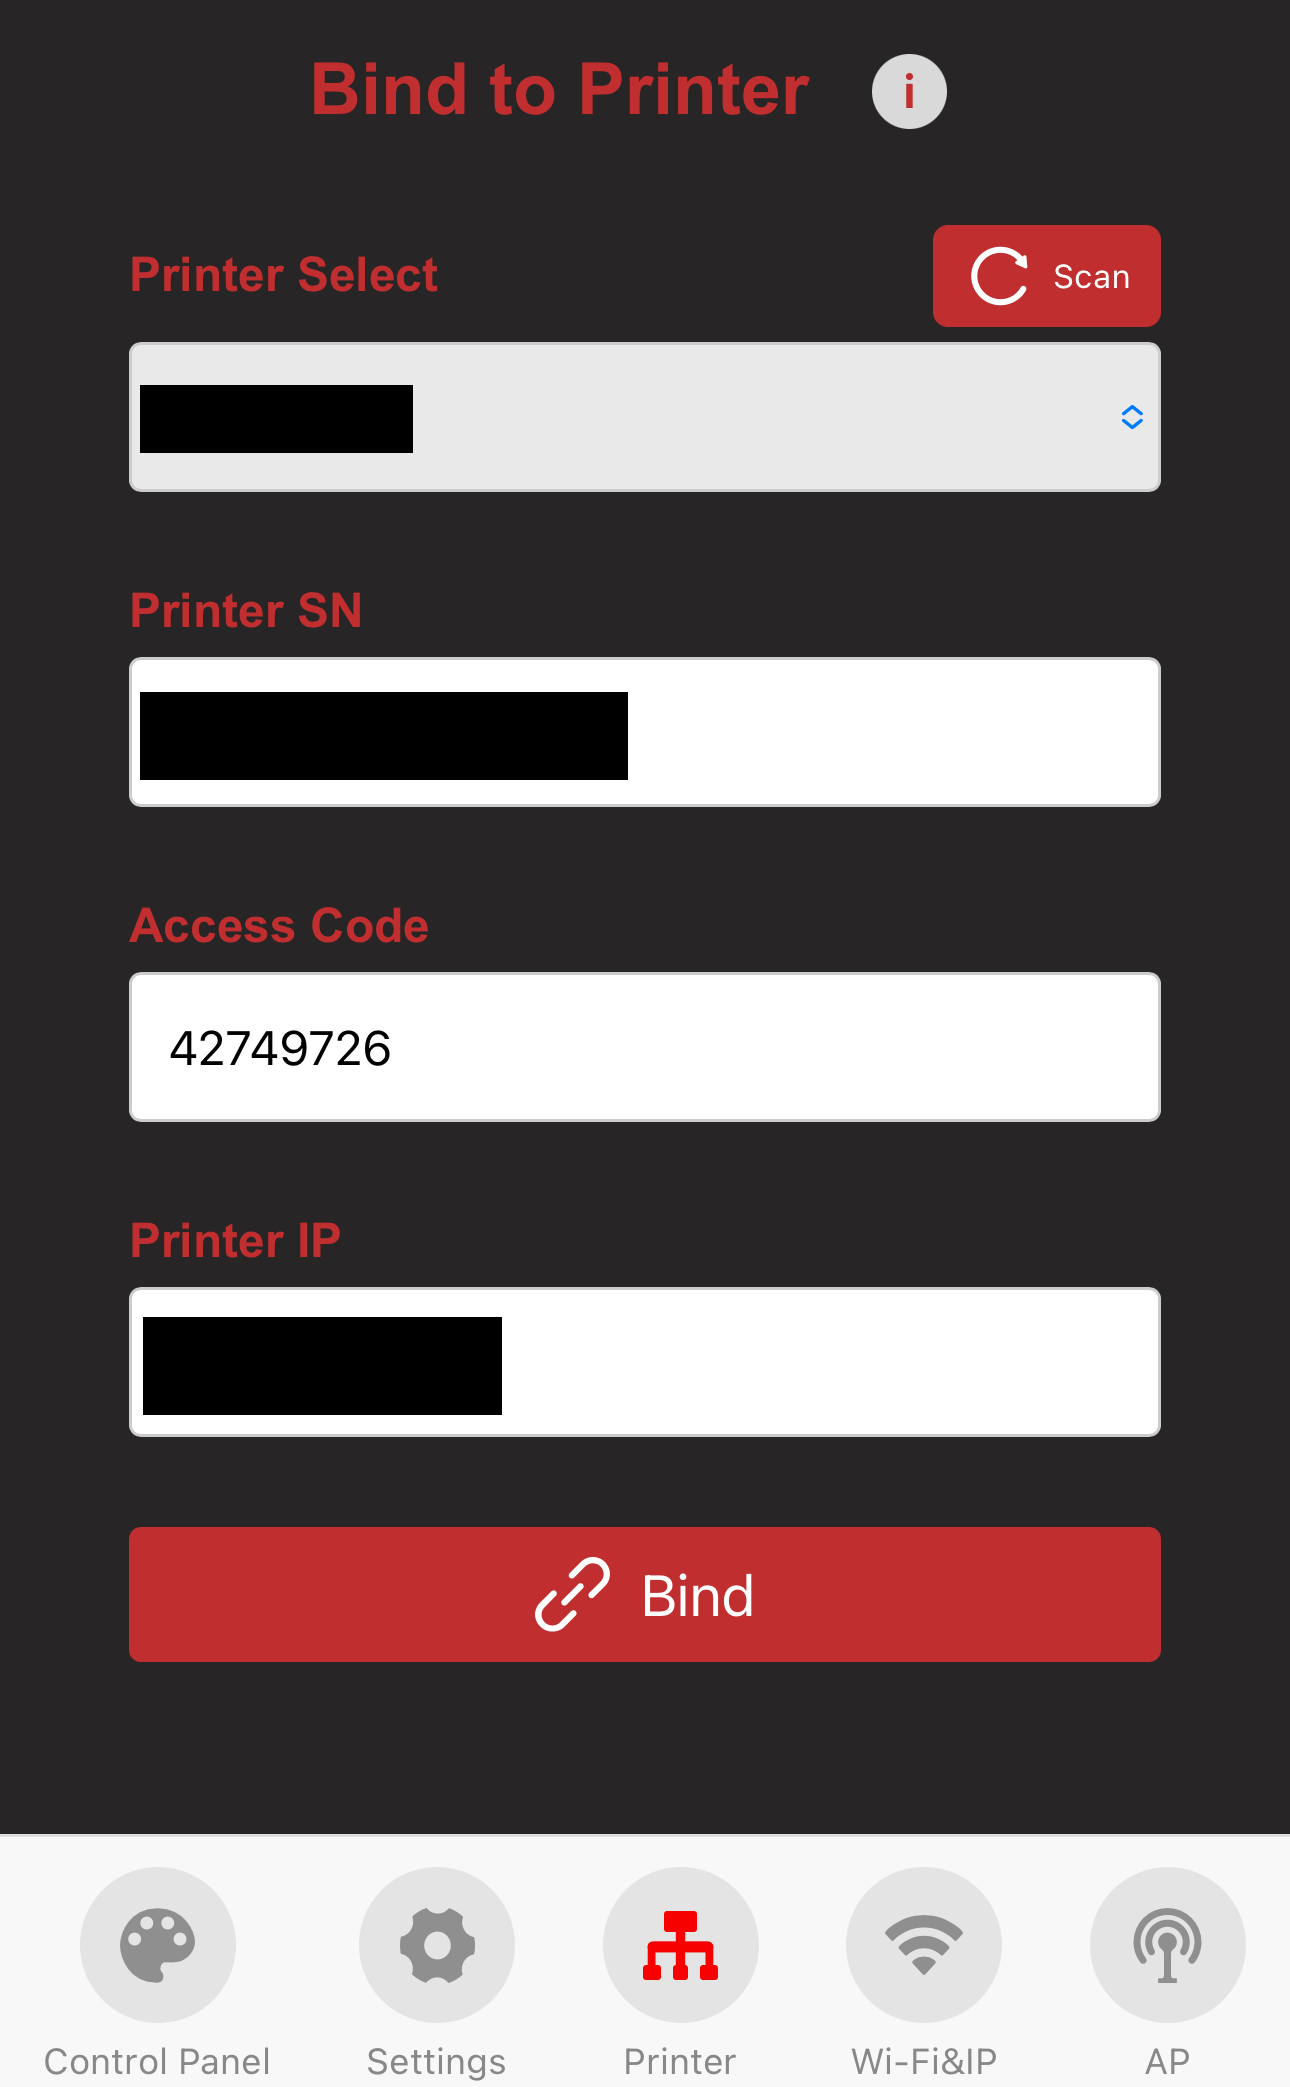 Bind to Printer i
Printer Select
Scan
Printer SN
Access Code
42749726
Printer IP
Bind
Control Panel
Settings
Printer
Wi-Fi&IP
AP